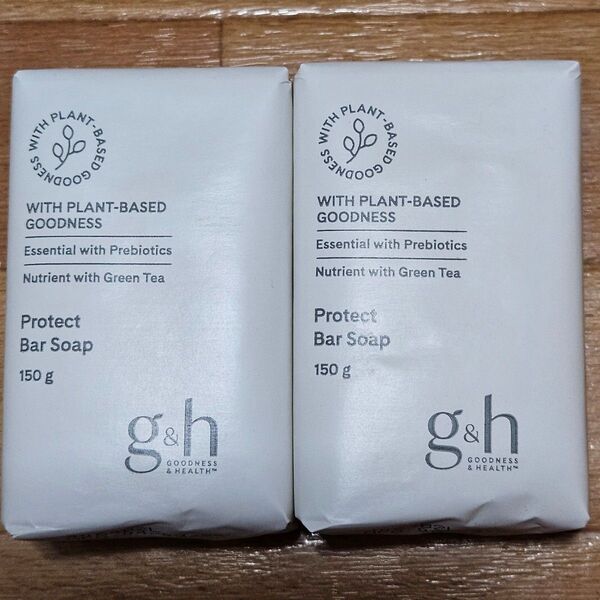 WITH PLANT-BASED GOODNESS
WITH PLANT-BASED
GOODNESS
Essential with Prebiotics
Nutrient with Green Tea
Protect
Bar Soap
150 g
g&h
GOODNESS
& HEALTH™
WITH PLANT-BASED GOODNESS
WITH PLANT-BASED
GOODNESS
Essential with Prebiotics
Nutrient with Green Tea
Protect
Bar Soap
150 g
g&h
GOODNESS
& HEALTH™